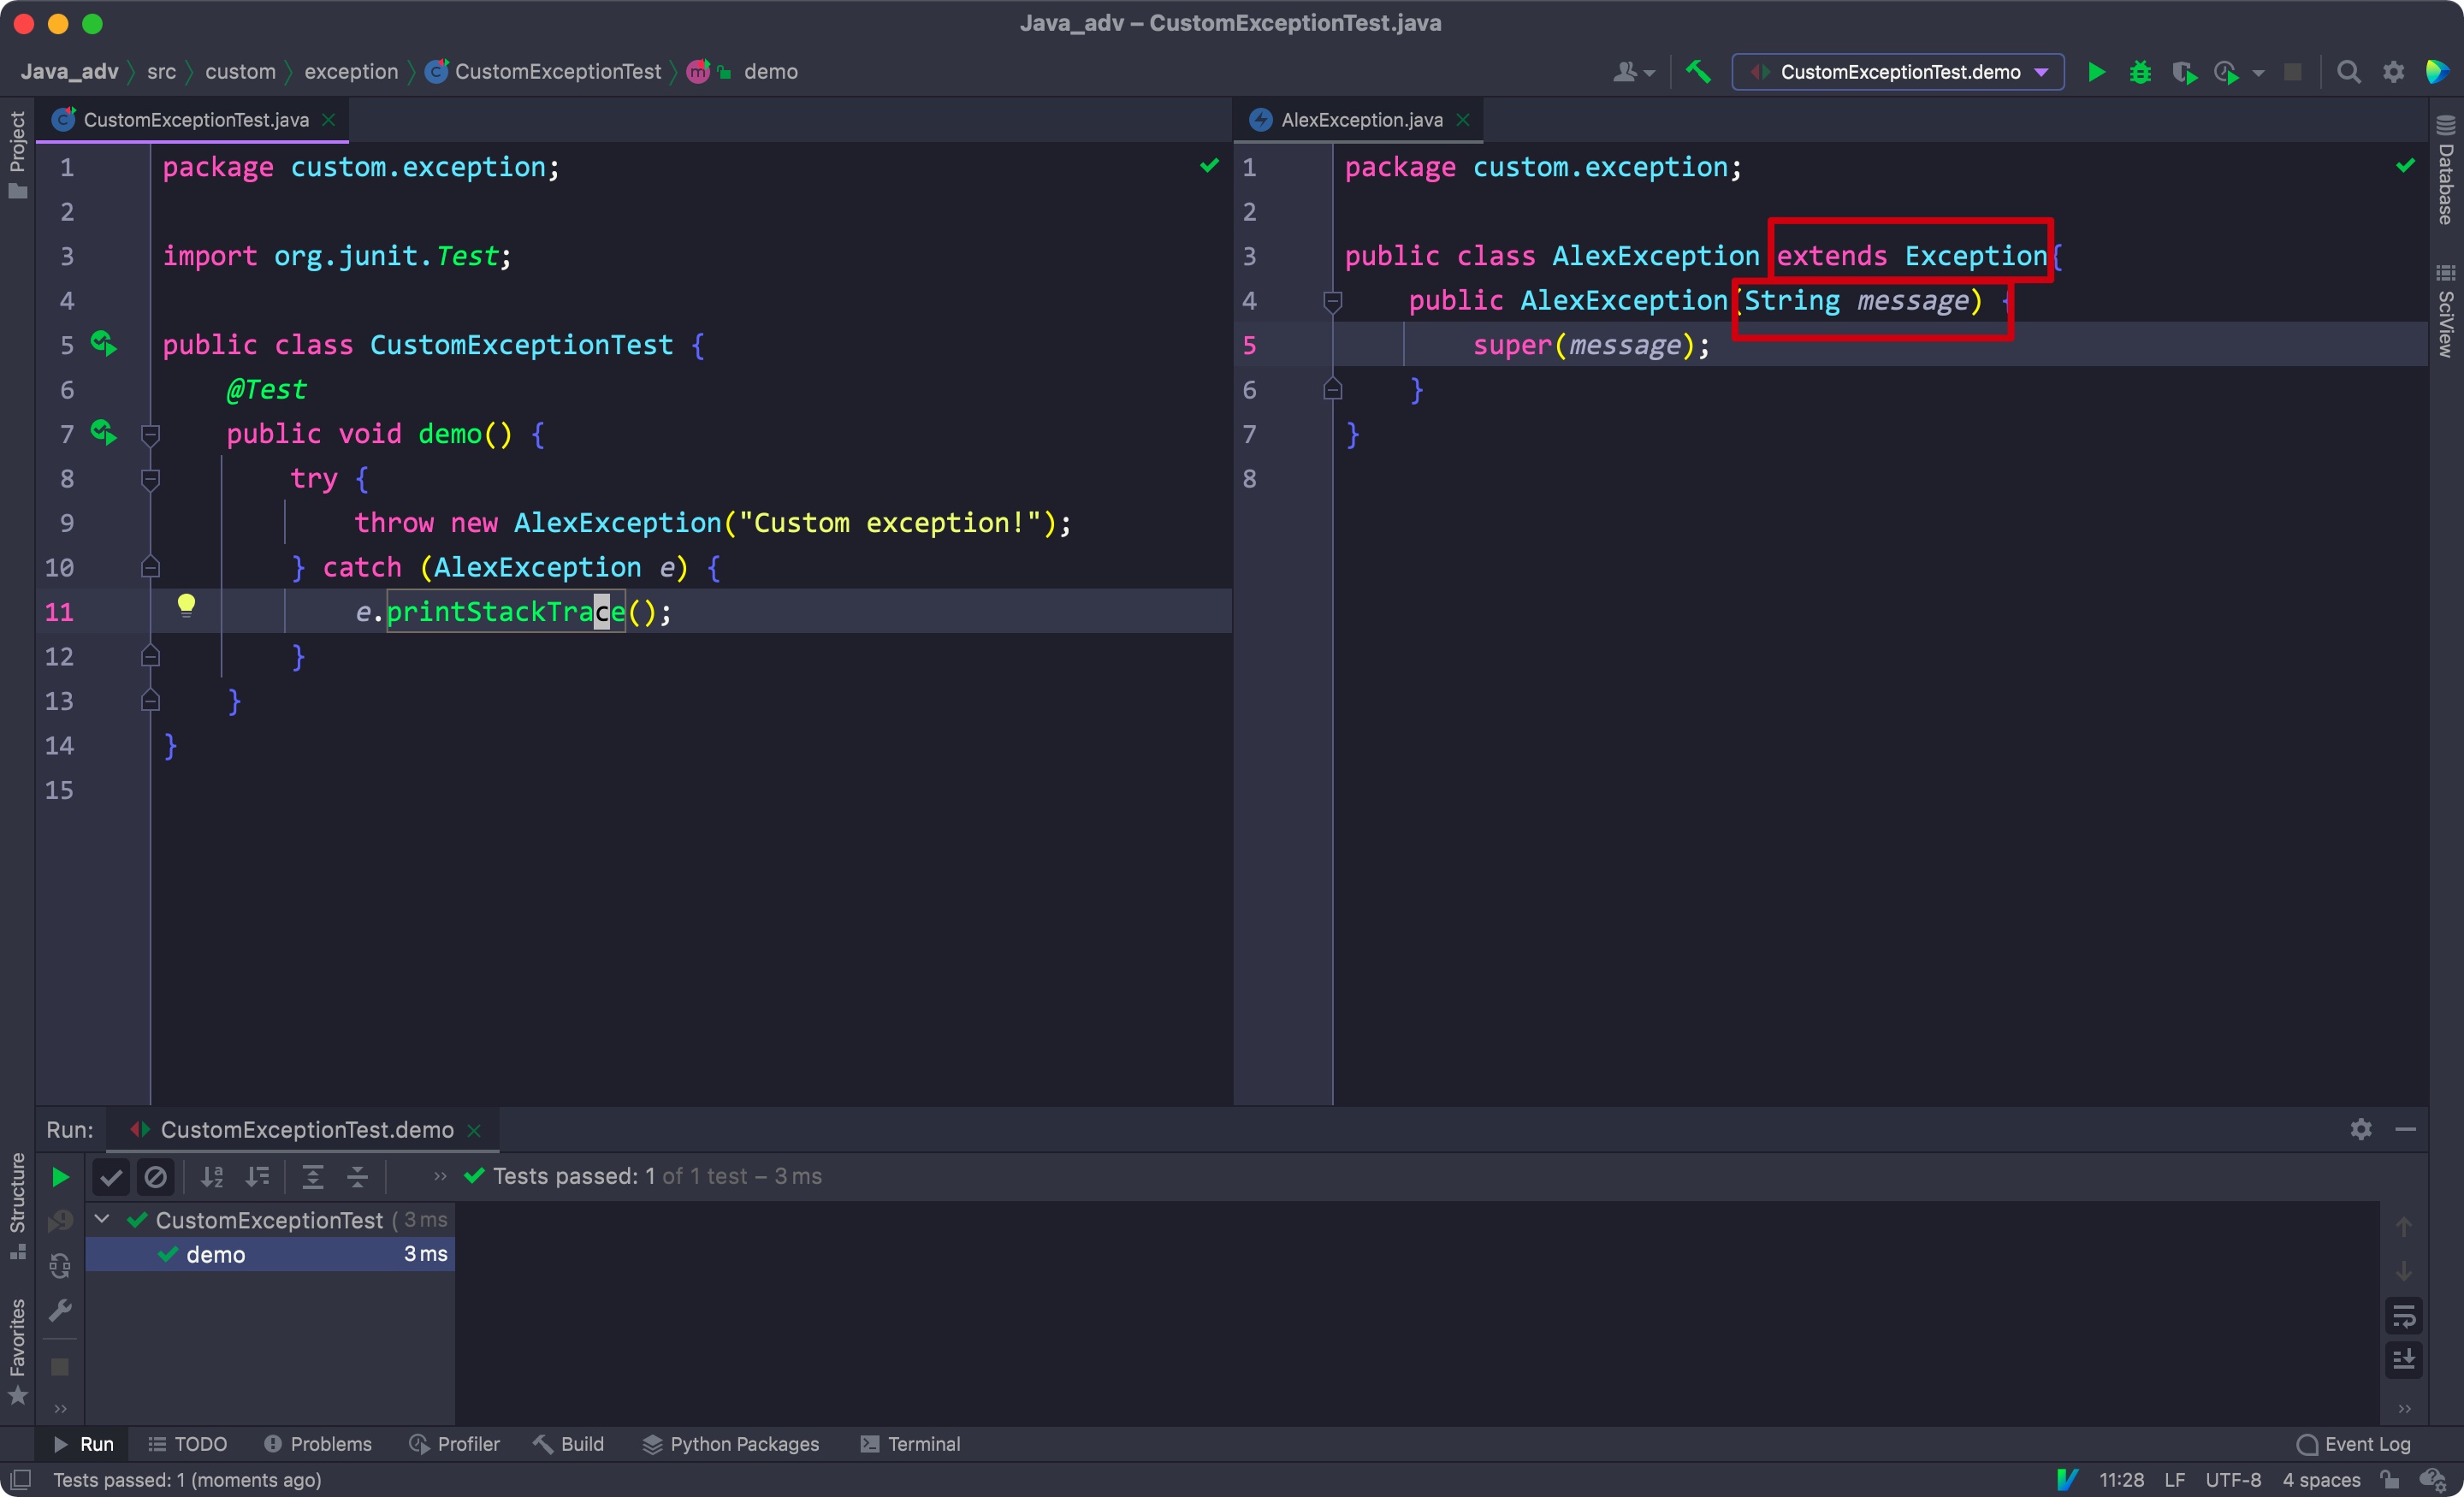 Java_adv – CustomExceptionTest.java
Java_adv src custom exception CustomExceptionTest demo
CustomExceptionTest.demo
Project
Structure
Favorites
CustomExceptionTest.java
1 package custom.exception;
2
3 import org.junit.Test;
4
5 public class CustomExceptionTest {
6 @Test
7 public void demo() {
8 try {
9 throw new AlexException("Custom exception!");
10 } catch (AlexException e) {
11 e.printStackTrace();
12 }
13 }
14 }
15
AlexException.java
1 package custom.exception;
2
3 public class AlexException extends Exception{
4 public AlexException(String message) {
5 super(message);
6 }
7 }
8
Database
SciView
Run: CustomExceptionTest.demo
Tests passed: 1 of 1 test – 3 ms
CustomExceptionTest ( 3 ms
demo 3 ms
Run TODO Problems Profiler Build Python Packages Terminal Event Log
Tests passed: 1 (moments ago) 11:28 LF UTF-8 4 spaces